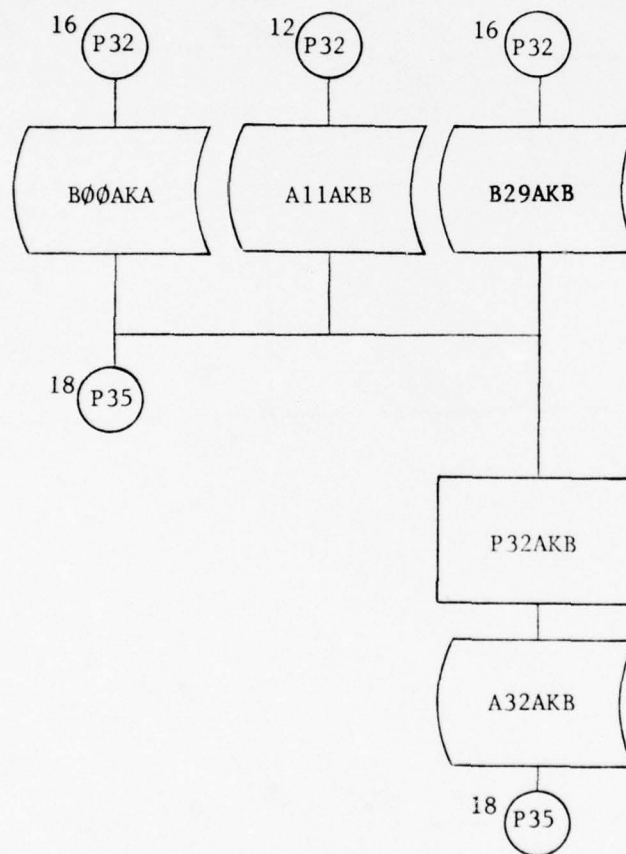 16 P32 12 P32 16 P32
BØØAKA A11AKB B29AKB
18 P35
P32AKB
A32AKB
18 P35